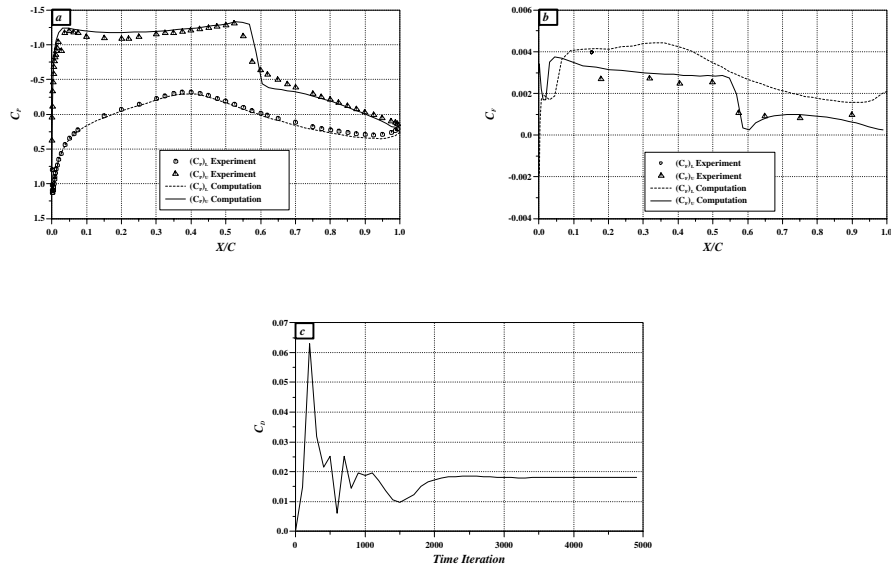 a
C_P
-1.5
-1.0
-0.5
0.0
0.5
1.0
1.5
(C_P)_L Experiment
(C_P)_U Experiment
(C_P)_L Computation
(C_P)_U Computation
0.0 0.1 0.2 0.3 0.4 0.5 0.6 0.7 0.8 0.9 1.0
X/C
b
C_F
0.006
0.004
0.002
0.000
-0.002
-0.004
(C_F)_L Experiment
(C_F)_U Experiment
(C_F)_L Computation
(C_F)_U Computation
0.0 0.1 0.2 0.3 0.4 0.5 0.6 0.7 0.8 0.9 1.0
X/C
c
C_D
0.07
0.06
0.05
0.04
0.03
0.02
0.01
0.0
0 1000 2000 3000 4000 5000
Time Iteration